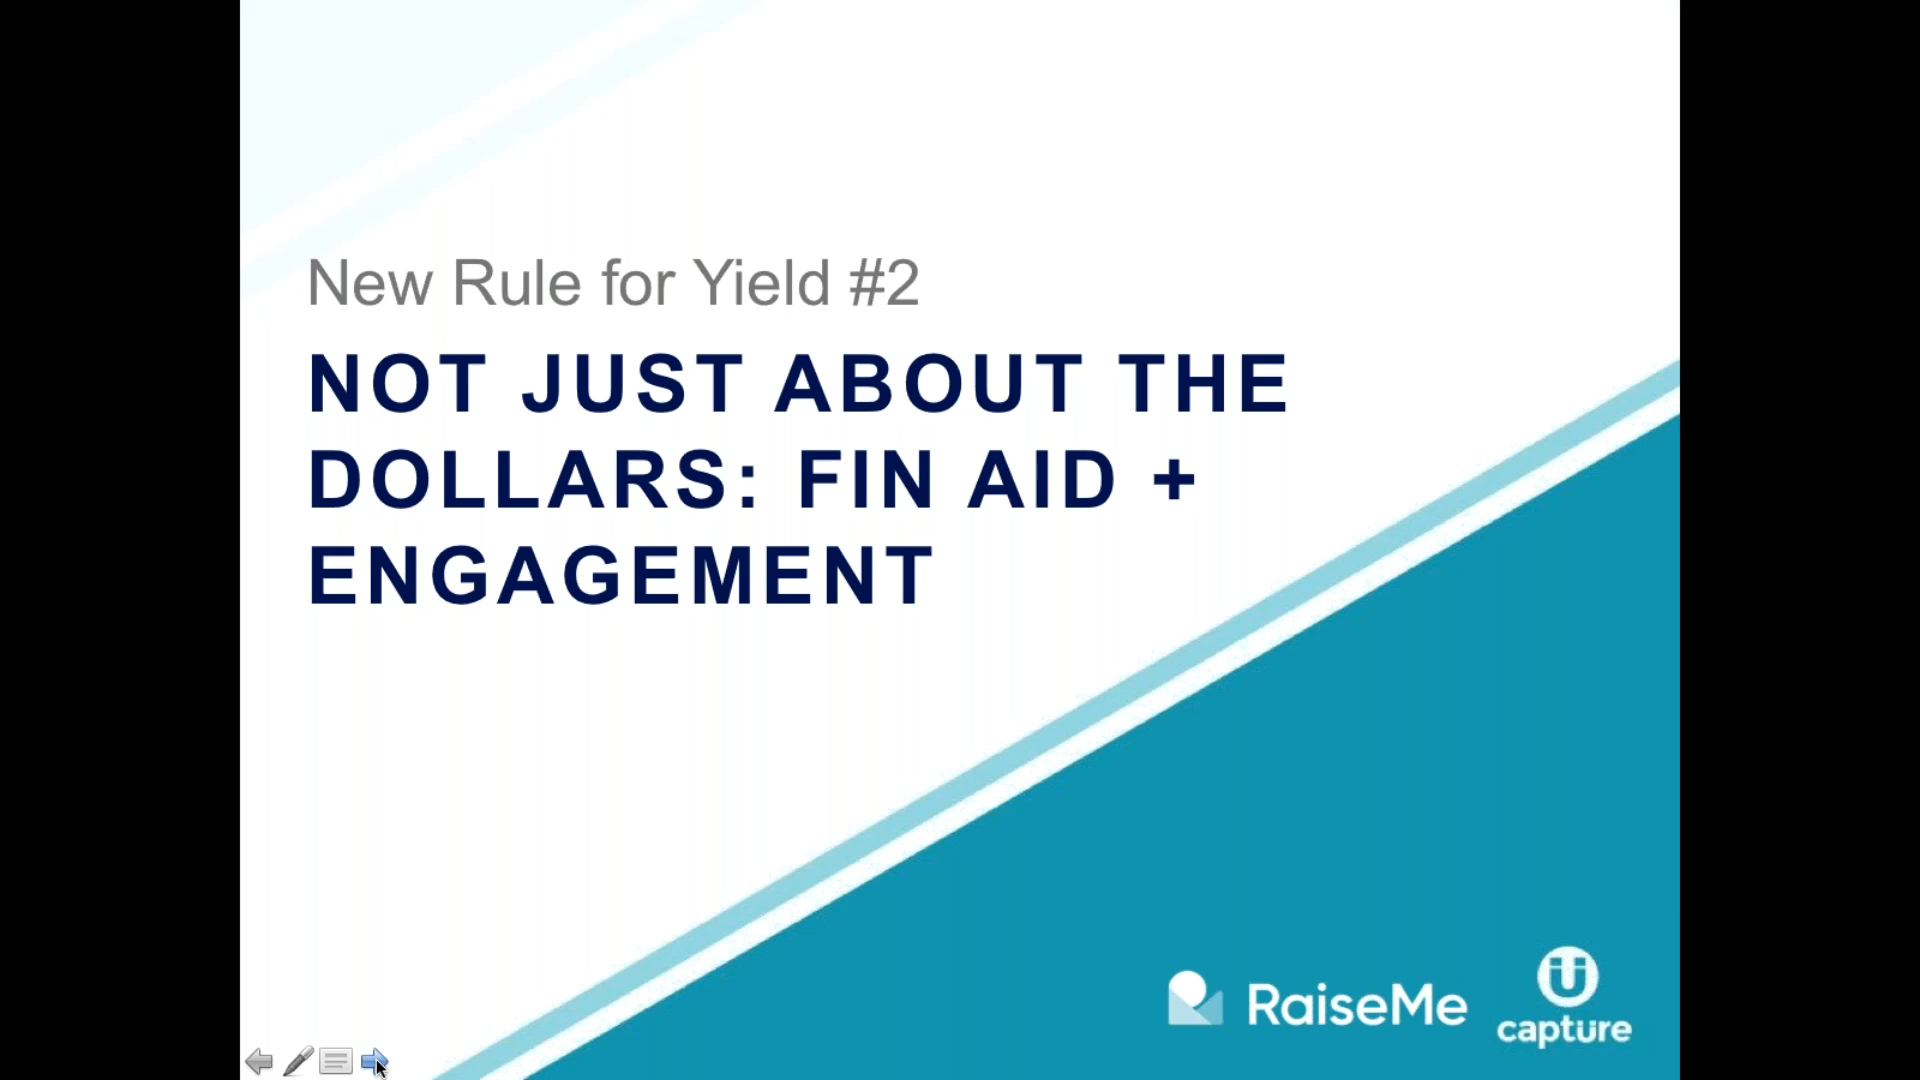 New Rule for Yield #2
NOT JUST ABOUT THE
DOLLARS: FIN AID +
ENGAGEMENT
RaiseMe
capture